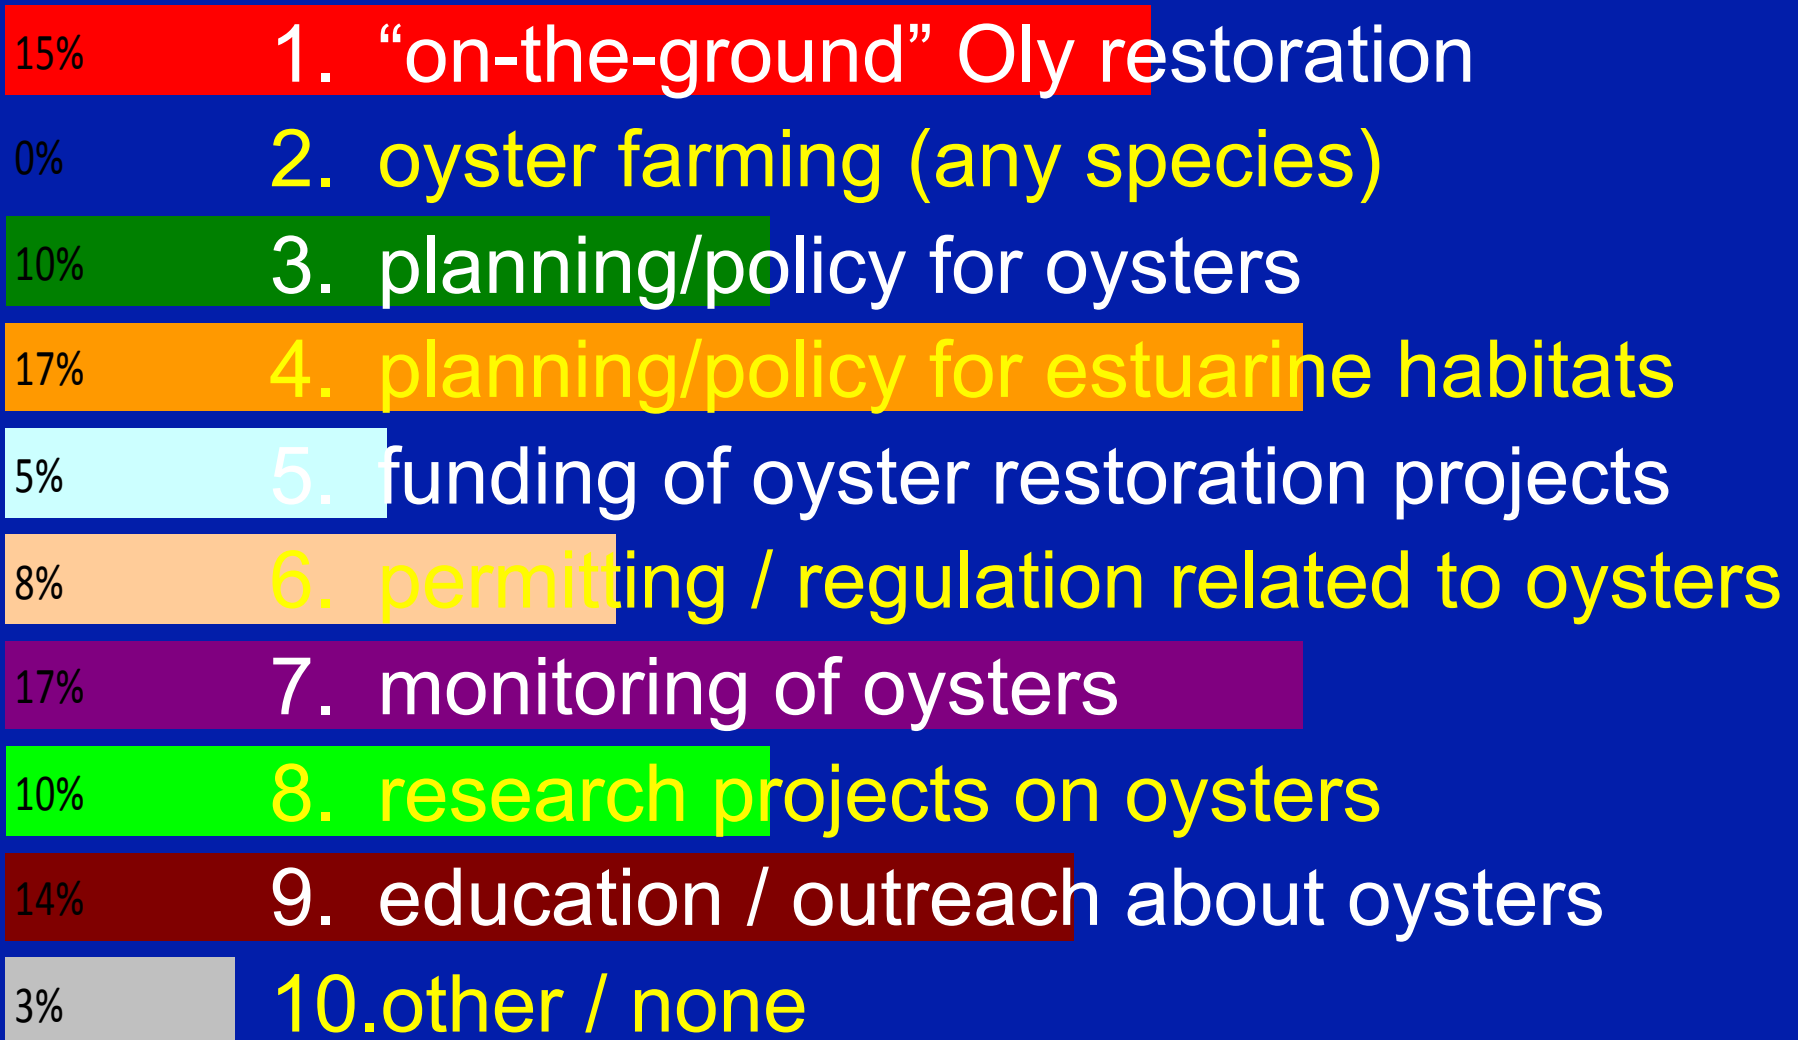 15% 1. “on-the-ground” Oly restoration
0% 2. oyster farming (any species)
10% 3. planning/policy for oysters
17% 4. planning/policy for estuarine habitats
5% 5. funding of oyster restoration projects
8% 6. permitting / regulation related to oysters
17% 7. monitoring of oysters
10% 8. research projects on oysters
14% 9. education / outreach about oysters
3% 10.other / none